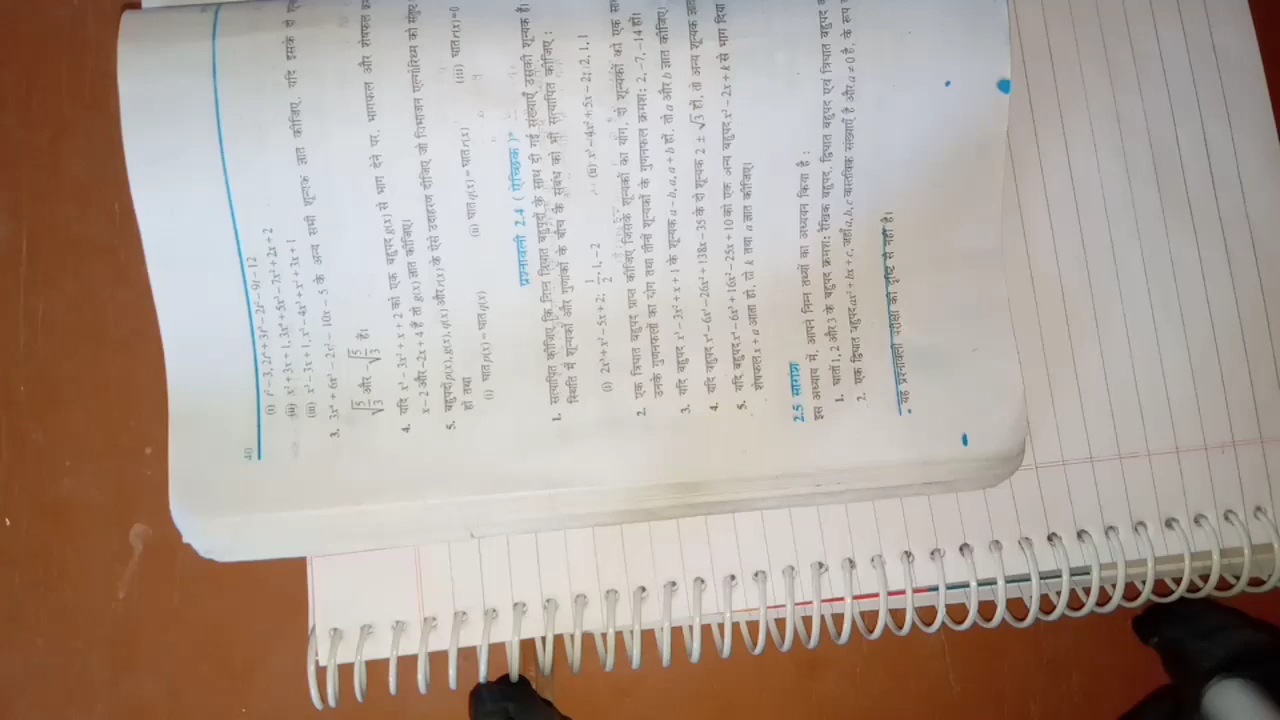 40
(i) t² – 3, 2t⁴ + 3t³ – 2t² – 9t – 12
(ii) x² + 3x + 1, 3x⁴ + 5x³ – 7x² + 2x + 2
(iii) x³ – 3x + 1, x⁵ – 4x³ + x² + 3x + 1
3. 3x⁴ + 6x³ – 2x² – 10x – 5 के अन्य सभी शून्यक ज्ञात कीजिए, यदि इसके दो
√5/3 और –√5/3 हैं।
4. यदि x³ – 3x² + x + 2 को एक बहुपद g(x) से भाग देने पर, भागफल और शेषफल
x – 2 और –2x + 4 हैं तो g(x) ज्ञात कीजिए।
5. बहुपदों p(x), g(x), q(x) और r(x) के ऐसे उदाहरण दीजिए जो विभाजन एल्गोरिथ्म को
हों तथा
(i) घात p(x) = घात q(x) (ii) घात q(x) = घात r(x) (iii) घात r(x) = 0
प्रश्नावली 2.4 ( ऐच्छिक )*
1. सत्यापित कीजिए कि निम्न त्रिघात बहुपदों के साथ दी गई संख्याएँ उसकी शून्यक हैं।
स्थिति में शून्यकों और गुणांकों के बीच के संबंध को भी सत्यापित कीजिए :
(i) 2x³ + x² – 5x + 2; 1/2, 1, –2 (ii) x³ – 4x² + 5x – 2; 2, 1, 1
2. एक त्रिघात बहुपद प्राप्त कीजिए जिसके शून्यकों का योग, दो शून्यकों को एक
उनके गुणनफलों का योग तथा तीनों शून्यकों के गुणनफल क्रमशः 2, –7, –14 हों।
3. यदि बहुपद x³ – 3x² + x + 1 के शून्यक a – b, a, a + b हों, तो a और b ज्ञात कीजिए।
4. यदि बहुपद x⁴ – 6x³ – 26x² + 138x – 35 के दो शून्यक 2 ± √3 हों, तो अन्य शून्यक
5. यदि बहुपद x⁴ – 6x³ + 16x² – 25x + 10 को एक अन्य बहुपद x² – 2x + k से भाग दिया
शेषफल x + a आता हो, तो k तथा a ज्ञात कीजिए।
2.5 सारांश
इस अध्याय में, आपने निम्न तथ्यों का अध्ययन किया है :
1. घातों 1, 2 और 3 के बहुपद क्रमशः रैखिक बहुपद, द्विघात बहुपद एवं त्रिघात बहुपद
2. एक द्विघात बहुपद ax² + bx + c, जहाँ a, b, c वास्तविक संख्याएँ हैं और a ≠ 0 है, के रूप
* यह प्रश्नावली परीक्षा की दृष्टि से नहीं है।